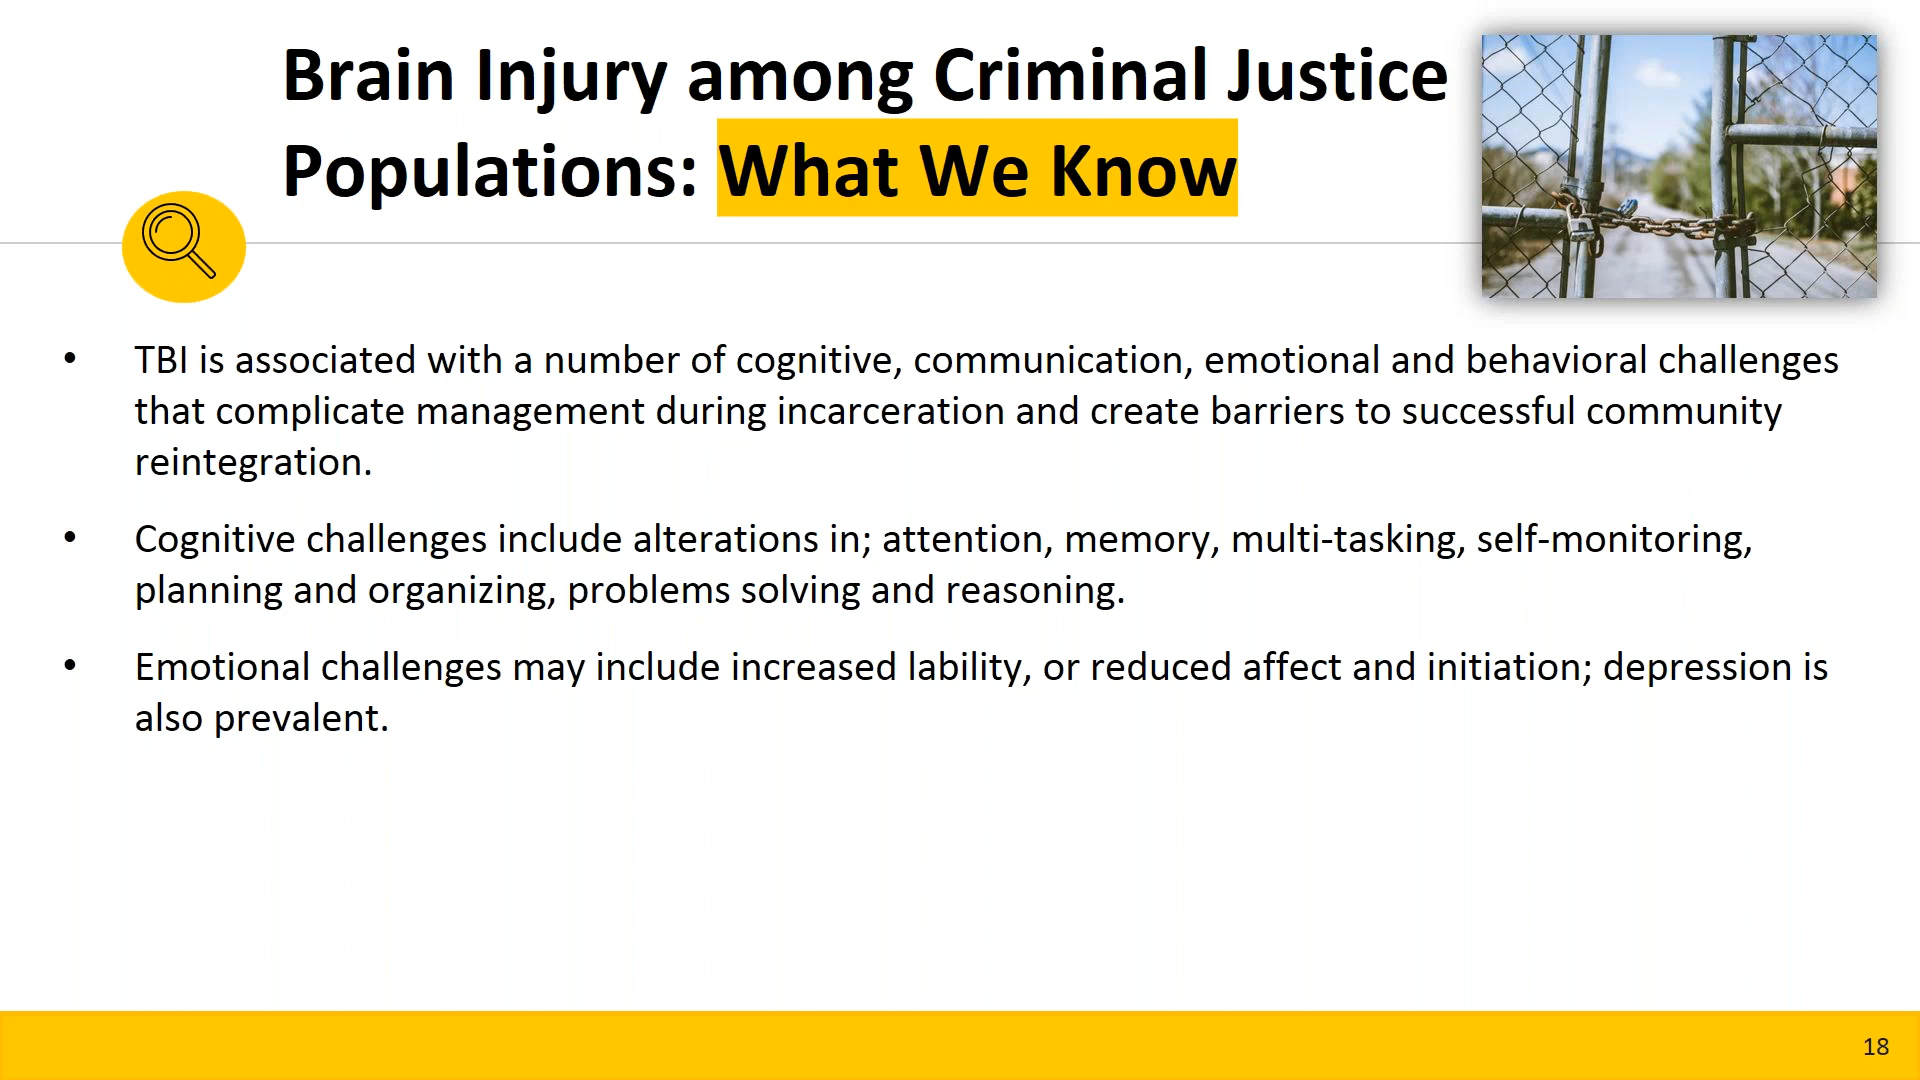 Brain Injury among Criminal Justice
Populations: What We Know
• TBI is associated with a number of cognitive, communication, emotional and behavioral challenges
that complicate management during incarceration and create barriers to successful community
reintegration.
• Cognitive challenges include alterations in; attention, memory, multi-tasking, self-monitoring,
planning and organizing, problems solving and reasoning.
• Emotional challenges may include increased lability, or reduced affect and initiation; depression is
also prevalent.
18